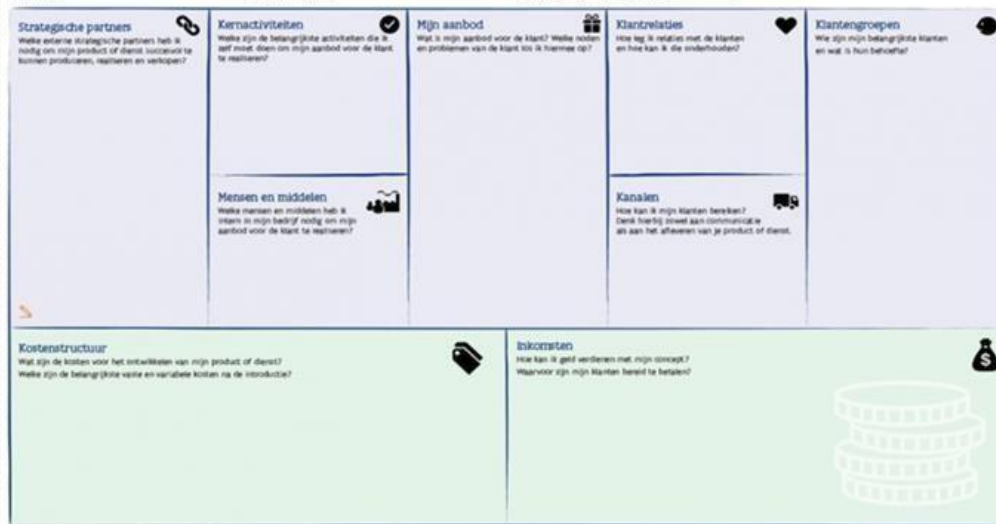 Strategische partners
Welke externe strategische partners heb ik
nodig om mijn product of dienst succesvol te
kunnen produceren, realiseren en verkopen?
Kernactiviteiten
Welke zijn de belangrijkste activiteiten die ik
zelf moet doen om mijn aanbod voor de klant
te realiseren?
Mensen en middelen
Welke mensen en middelen heb ik
intern in mijn bedrijf nodig om mijn
aanbod voor de klant te realiseren?
Mijn aanbod
Wat is mijn aanbod voor de klant? Welke noden
en problemen van de klant los ik hiermee op?
Klantrelaties
Hoe leg ik relaties met de klanten
en hoe kan ik die onderhouden?
Kanalen
Hoe kan ik mijn klanten bereiken?
Denk hierbij zowel aan communicatie
als aan het afleveren van je product of dienst.
Klantengroepen
Wie zijn mijn belangrijkste klanten
en wat is hun behoefte?
Kostenstructuur
Wat zijn de kosten voor het ontwikkelen van mijn product of dienst?
Welke zijn de belangrijkste vaste en variabele kosten na de introductie?
Inkomsten
Hoe kan ik geld verdienen met mijn concept?
Waarvoor zijn mijn klanten bereid te betalen?
$